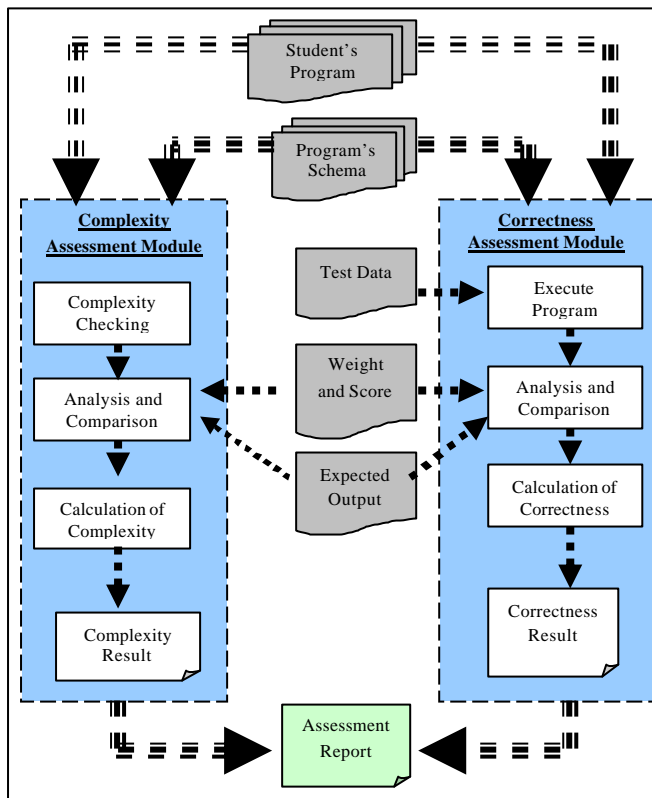 Student's
Program
Program's
Schema
Complexity
Assessment Module
Complexity
Checking
Analysis and
Comparison
Calculation of
Complexity
Complexity
Result
Test Data
Weight
and Score
Expected
Output
Correctness
Assessment Module
Execute
Program
Analysis and
Comparison
Calculation of
Correctness
Correctness
Result
Assessment
Report